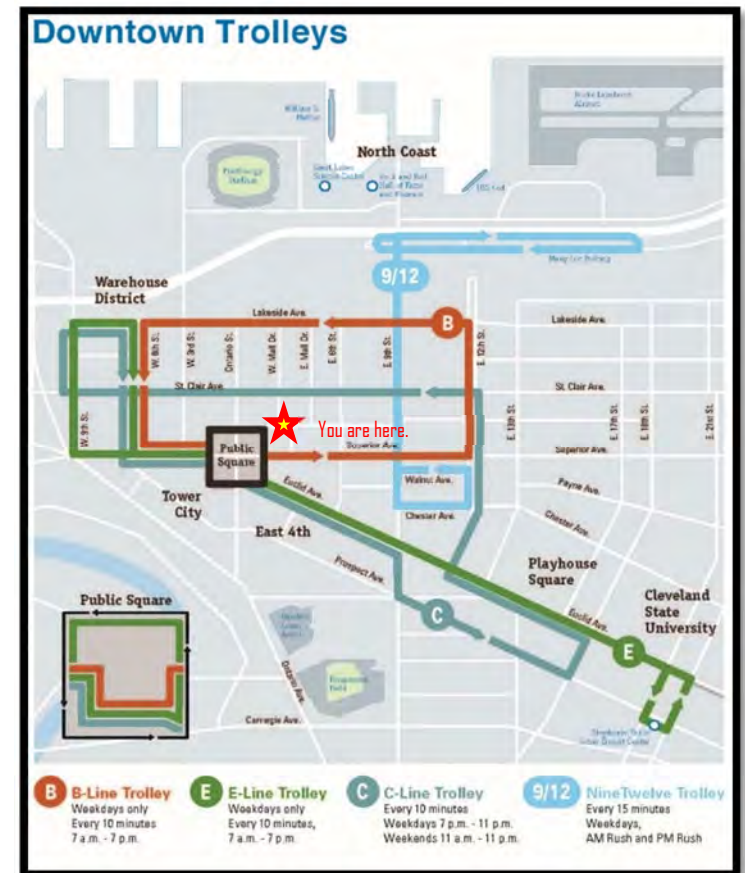 Downtown Trolleys
North Coast
9/12
Warehouse
District
Lakeside Ave.
B
Lakeside Ave.
W. 6th St.
W. 3rd St.
Ontario St.
W. Mall Dr.
E. Mall Dr.
E. 6th St.
E. 9th St.
E. 12th St.
St. Clair Ave.
St. Clair Ave.
W. 9th St.
You are here.
E. 13th St.
E. 17th St.
E. 18th St.
E. 21st St.
Public
Square
Superior Ave.
Superior Ave.
Tower
City
Euclid Ave.
Walnut Ave.
Payne Ave.
East 4th
Chester Ave.
Chester Ave.
Prospect Ave.
Playhouse
Square
Cleveland
State
University
Public Square
C
Euclid Ave.
E
Ontario Ave.
Carnegie Ave.
B B-Line Trolley
Weekdays only
Every 10 minutes
7 a.m. - 7 p.m.
E E-Line Trolley
Weekdays only
Every 10 minutes,
7 a.m. - 7 p.m.
C C-Line Trolley
Every 10 minutes
Weekdays 7 p.m. - 11 p.m.
Weekends 11 a.m. - 11 p.m.
9/12 NineTwelve Trolley
Every 15 minutes
Weekdays,
AM Rush and PM Rush